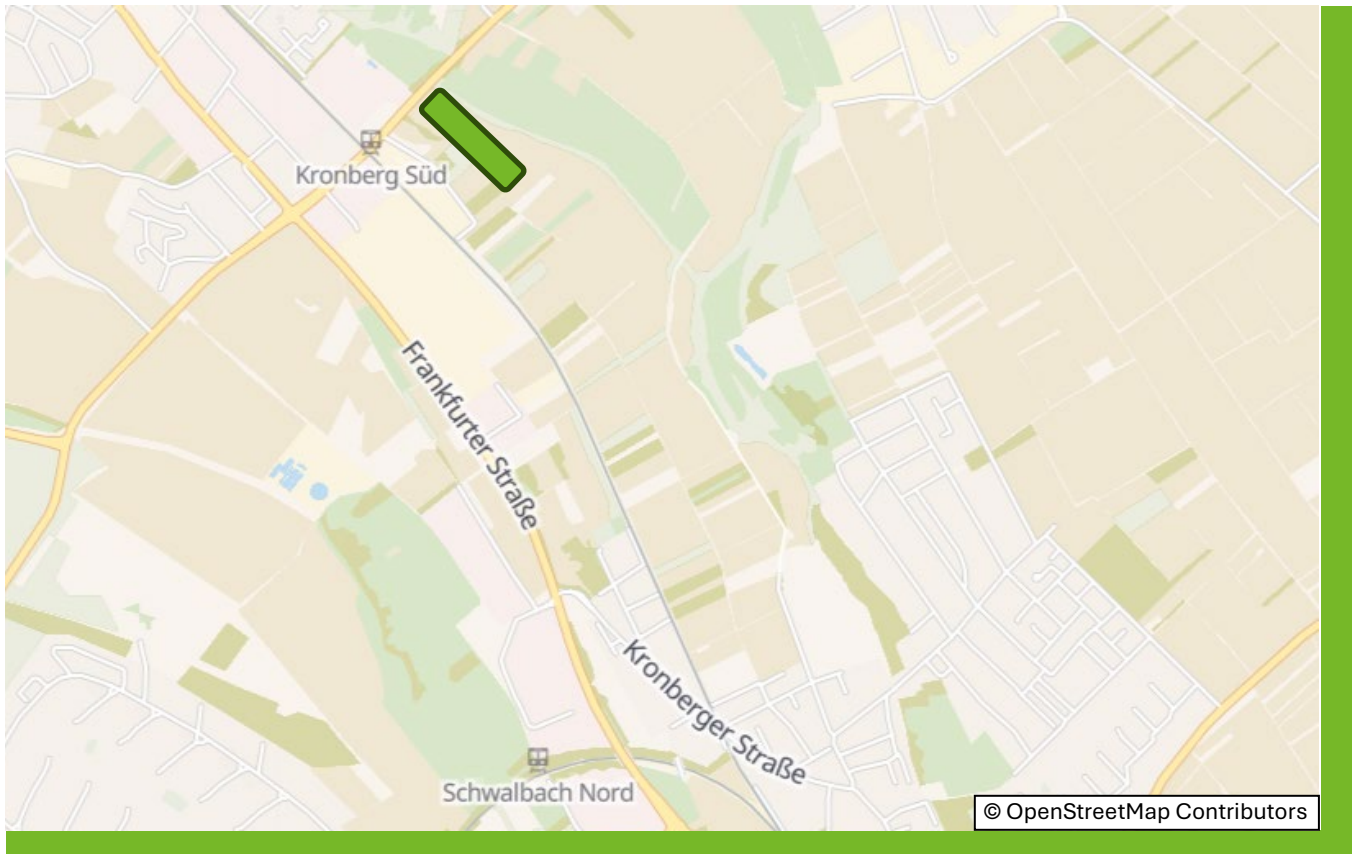 Kronberg Süd
Frankfurter Straße
Kronberger Straße
Schwalbach Nord
© OpenStreetMap Contributors